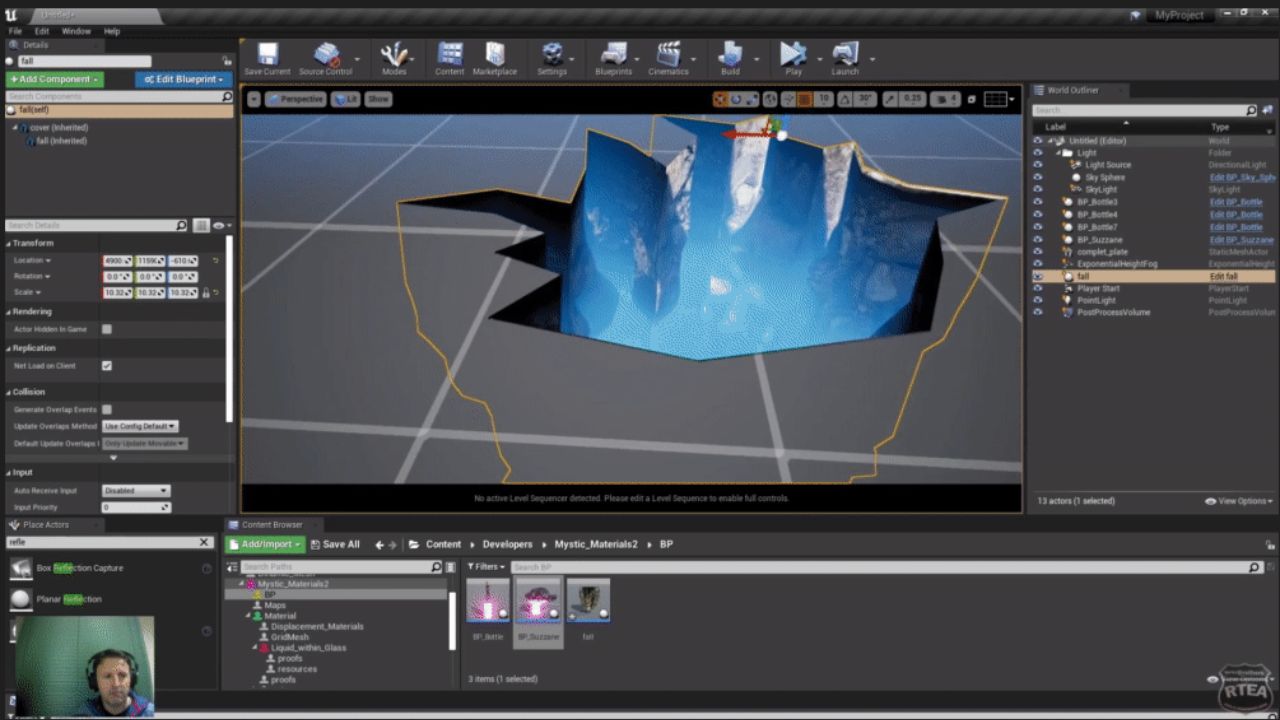 Untitled*
MyProject
File Edit Window Help
Details
fall
+ Add Component
Edit Blueprint
Search Components
fall(self)
cover (Inherited)
fall (Inherited)
Search Details
Transform
Location
Rotation 0.0° 0.0° 0.0°
Scale 10.32 10.32 10.32
Rendering
Actor Hidden In Game
Replication
Net Load on Client
Collision
Generate Overlap Events
Update Overlaps Method Use Config Default
Default Update Overlaps Only Update Movable
Input
Auto Receive Input Disabled
Input Priority 0
Save Current Source Control Modes Content Marketplace Settings Blueprints Cinematics Build Play Launch
Perspective Lit Show
10 30° 0.25 4
No active Level Sequencer detected. Please edit a Level Sequence to enable full controls.
World Outliner
Search
Label Type
Untitled (Editor) World
Light Folder
Light Source DirectionalLight
Sky Sphere Edit BP_Sky_Sph
SkyLight SkyLight
BP_Bottle3 Edit BP_Bottle
BP_Bottle4 Edit BP_Bottle
BP_Bottle7 Edit BP_Bottle
BP_Suzzane Edit BP_Suzzane
complet_plate StaticMeshActor
ExponentialHeightFog ExponentialHeight
fall Edit fall
Player Start PlayerStart
PointLight PointLight
PostProcessVolume PostProcessVolum
13 actors (1 selected)
View Options
Place Actors
refle
Box Reflection Capture
Planar Reflection
Content Browser
Add/Import Save All Content Developers Mystic_Materials2 BP
Search Paths
Mystic_Materials2
BP
Maps
Material
Displacement_Materials
GridMesh
Liquid_within_Glass
proofs
resources
proofs
Filters Search BP
BP_Bottle BP_Suzzane fall
3 items (1 selected)
RTEA